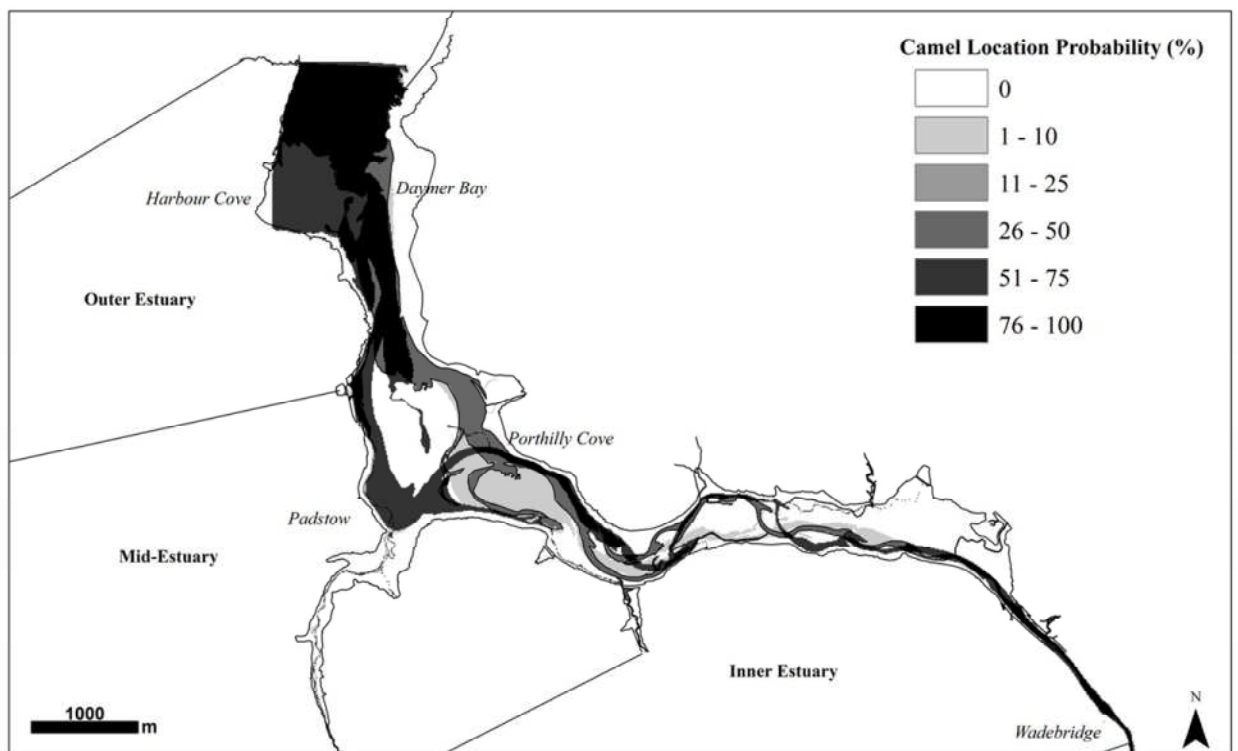 Camel Location Probability (%)
0
1 - 10
11 - 25
26 - 50
51 - 75
76 - 100
Harbour Cove
Daymer Bay
Outer Estuary
Porthilly Cove
Padstow
Mid-Estuary
Inner Estuary
1000
m
Wadebridge
N